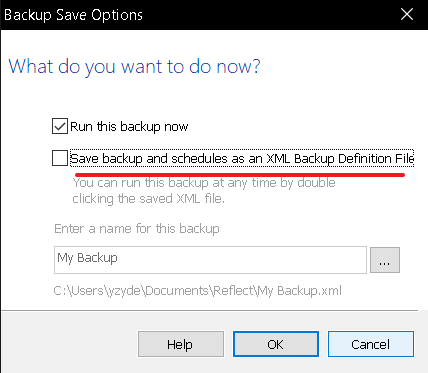 Backup Save Options
What do you want to do now?
Run this backup now
Save backup and schedules as an XML Backup Definition File
You can run this backup at any time by double
clicking the saved XML file.
Enter a name for this backup
My Backup
...
C:\Users\yzyde\Documents\Reflect\My Backup.xml
Help
OK
Cancel